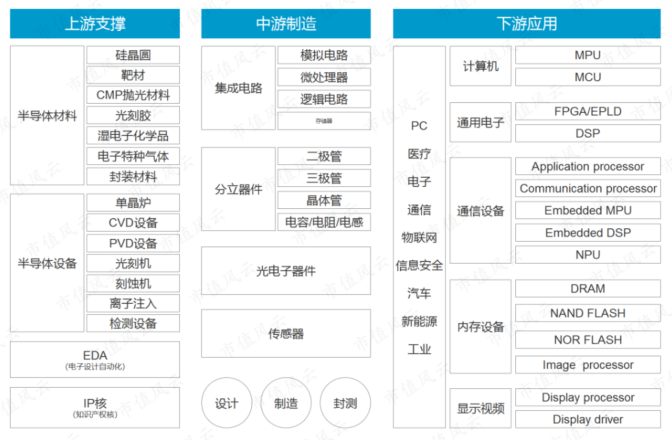 上游支撑
半导体材料
硅晶圆
靶材
CMP抛光材料
光刻胶
湿电子化学品
电子特种气体
封装材料
半导体设备
单晶炉
CVD设备
PVD设备
光刻机
刻蚀机
离子注入
检测设备
EDA
(电子设计自动化)
IP核
(知识产权核)
中游制造
集成电路
模拟电路
微处理器
逻辑电路
存储器
分立器件
二极管
三极管
晶体管
电容/电阻/电感
光电子器件
传感器
设计
制造
封测
下游应用
PC
医疗
电子
通信
物联网
信息安全
汽车
新能源
工业
计算机
MPU
MCU
通用电子
FPGA/EPLD
DSP
通信设备
Application processor
Communication processor
Embedded MPU
Embedded DSP
NPU
内存设备
DRAM
NAND FLASH
NOR FLASH
Image processor
显示视频
Display processor
Display driver
市值风云